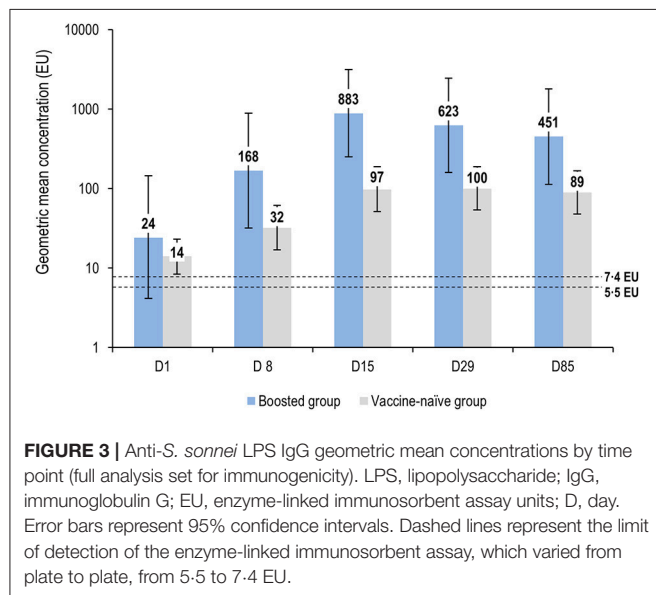 Geometric mean concentration (EU)
10000
1000
100
10
1
24
14
168
32
883
97
623
100
451
89
7·4 EU
5·5 EU
D1 D 8 D15 D29 D85
Boosted group Vaccine-naïve group
FIGURE 3 | Anti-S. sonnei LPS IgG geometric mean concentrations by time
point (full analysis set for immunogenicity). LPS, lipopolysaccharide; IgG,
immunoglobulin G; EU, enzyme-linked immunosorbent assay units; D, day.
Error bars represent 95% confidence intervals. Dashed lines represent the limit
of detection of the enzyme-linked immunosorbent assay, which varied from
plate to plate, from 5·5 to 7·4 EU.